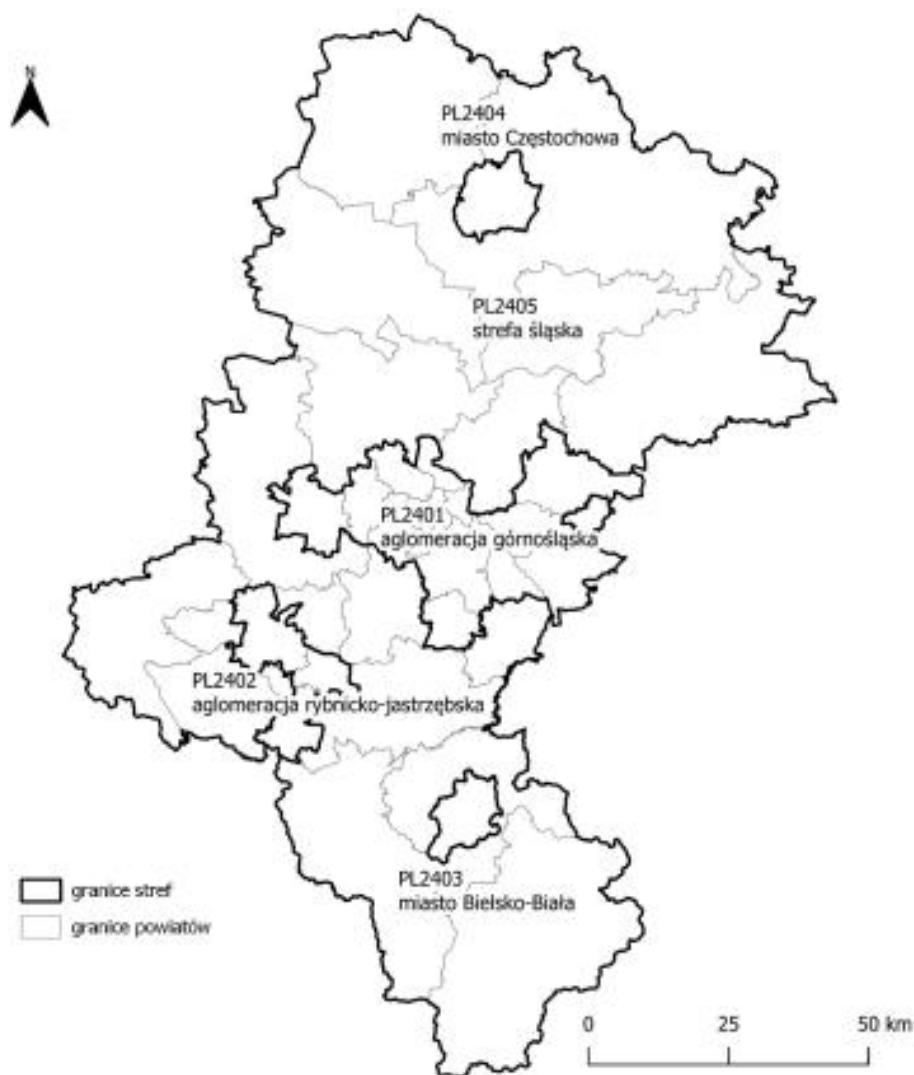 N
PL2404
miasto Częstochowa
PL2405
strefa śląska
PL2401
aglomeracja górnośląska
PL2402
aglomeracja rybnicko-jastrzębska
PL2403
miasto Bielsko-Biała
granice stref
granice powiatów
0 25 50 km